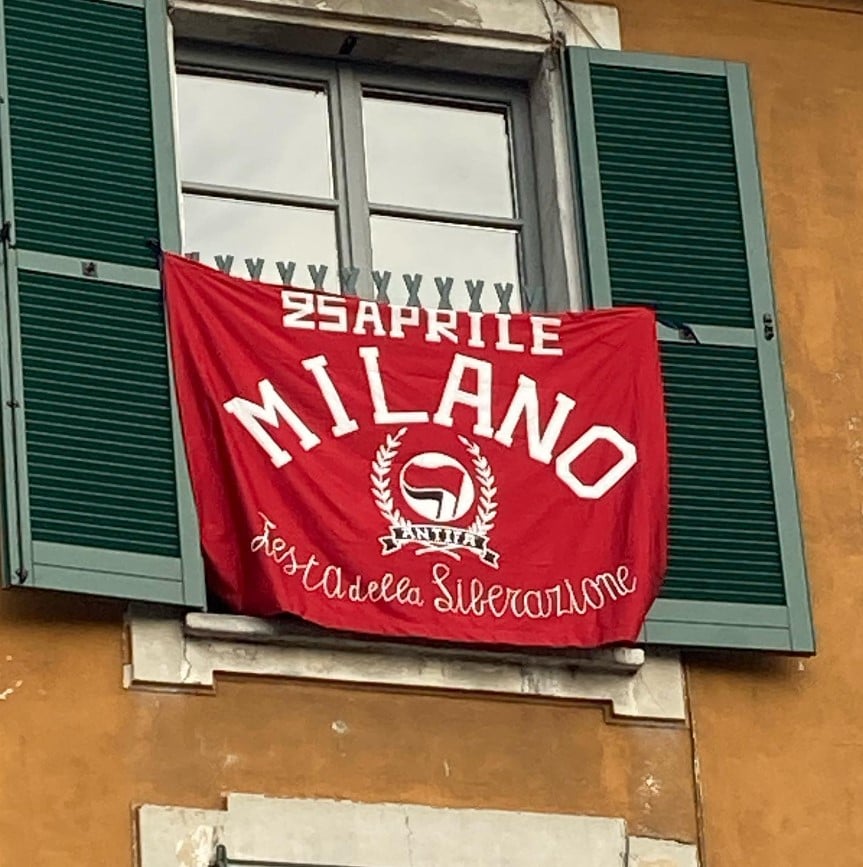 25APRILE
MILANO
ANTIFA
Festa della Liberazione